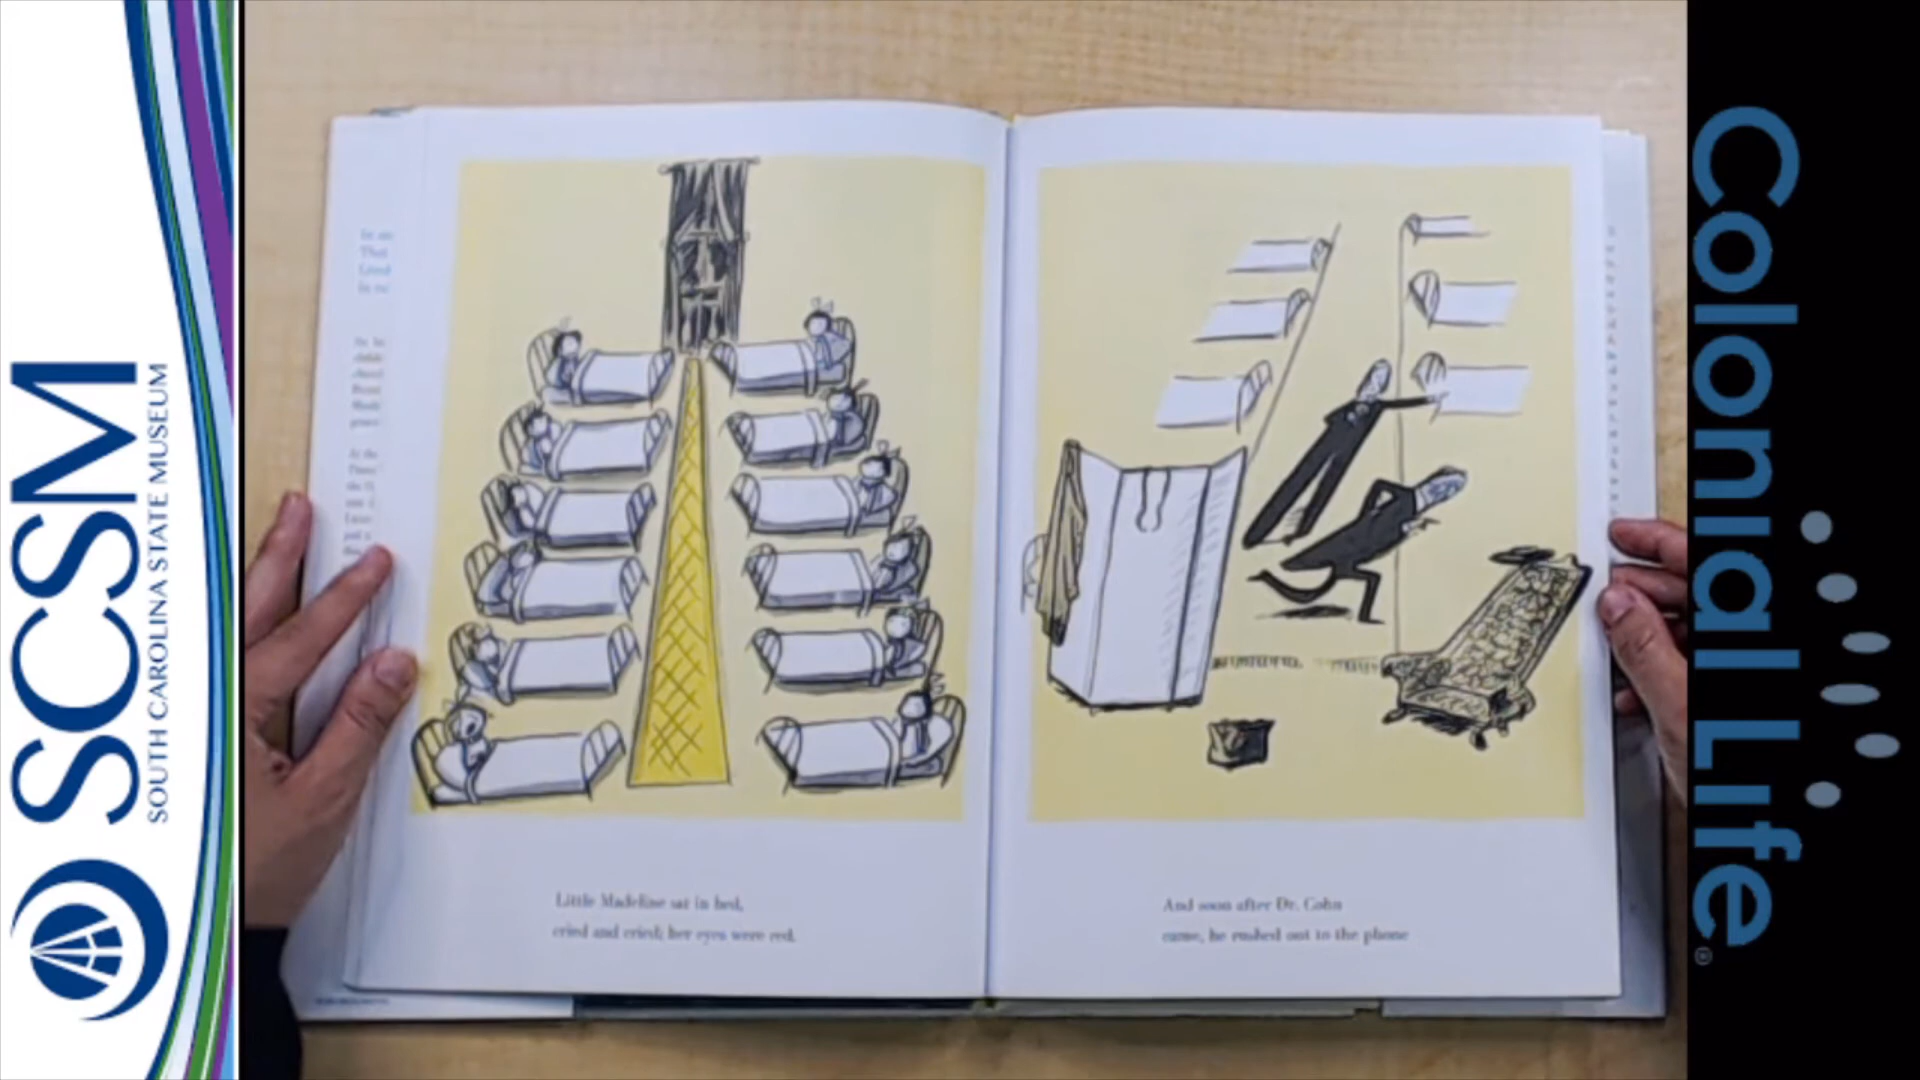 SCSM
SOUTH CAROLINA STATE MUSEUM
Little Madeline sat in bed,
cried and cried; her eyes were red.
And soon after Dr. Cohn
came, he rushed out to the phone
Colonial Life